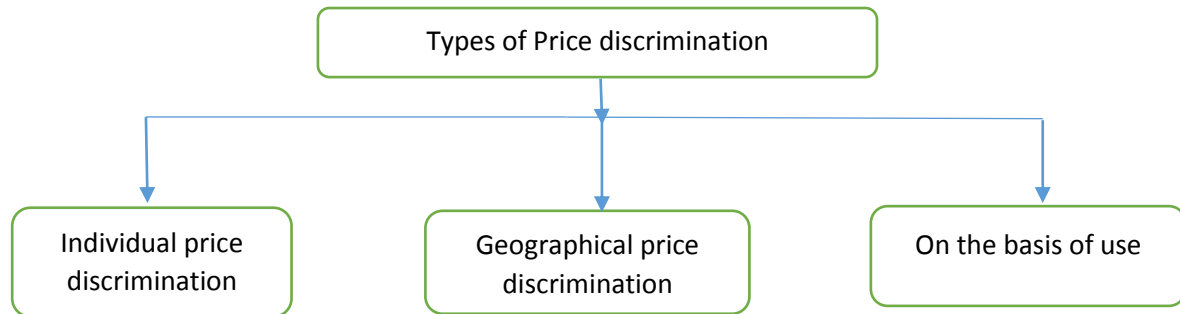 Types of Price discrimination
Individual price
discrimination
Geographical price
discrimination
On the basis of use